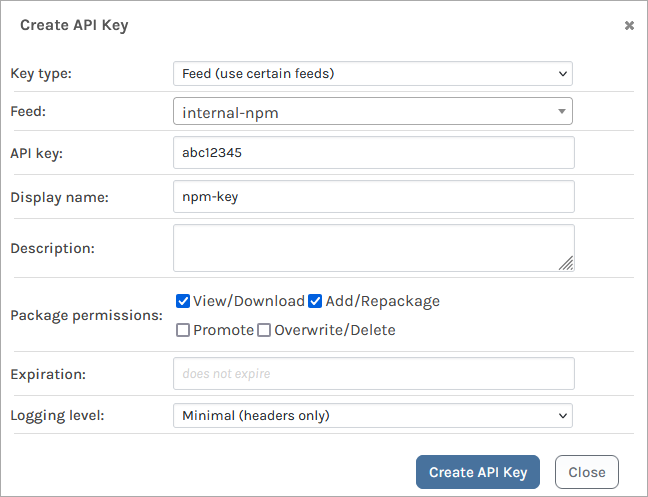 Create API Key
Key type: Feed (use certain feeds)
Feed: internal-npm
API key: abc12345
Display name: npm-key
Description:
Package permissions: View/Download Add/Repackage
Promote Overwrite/Delete
Expiration: does not expire
Logging level: Minimal (headers only)
Create API Key Close